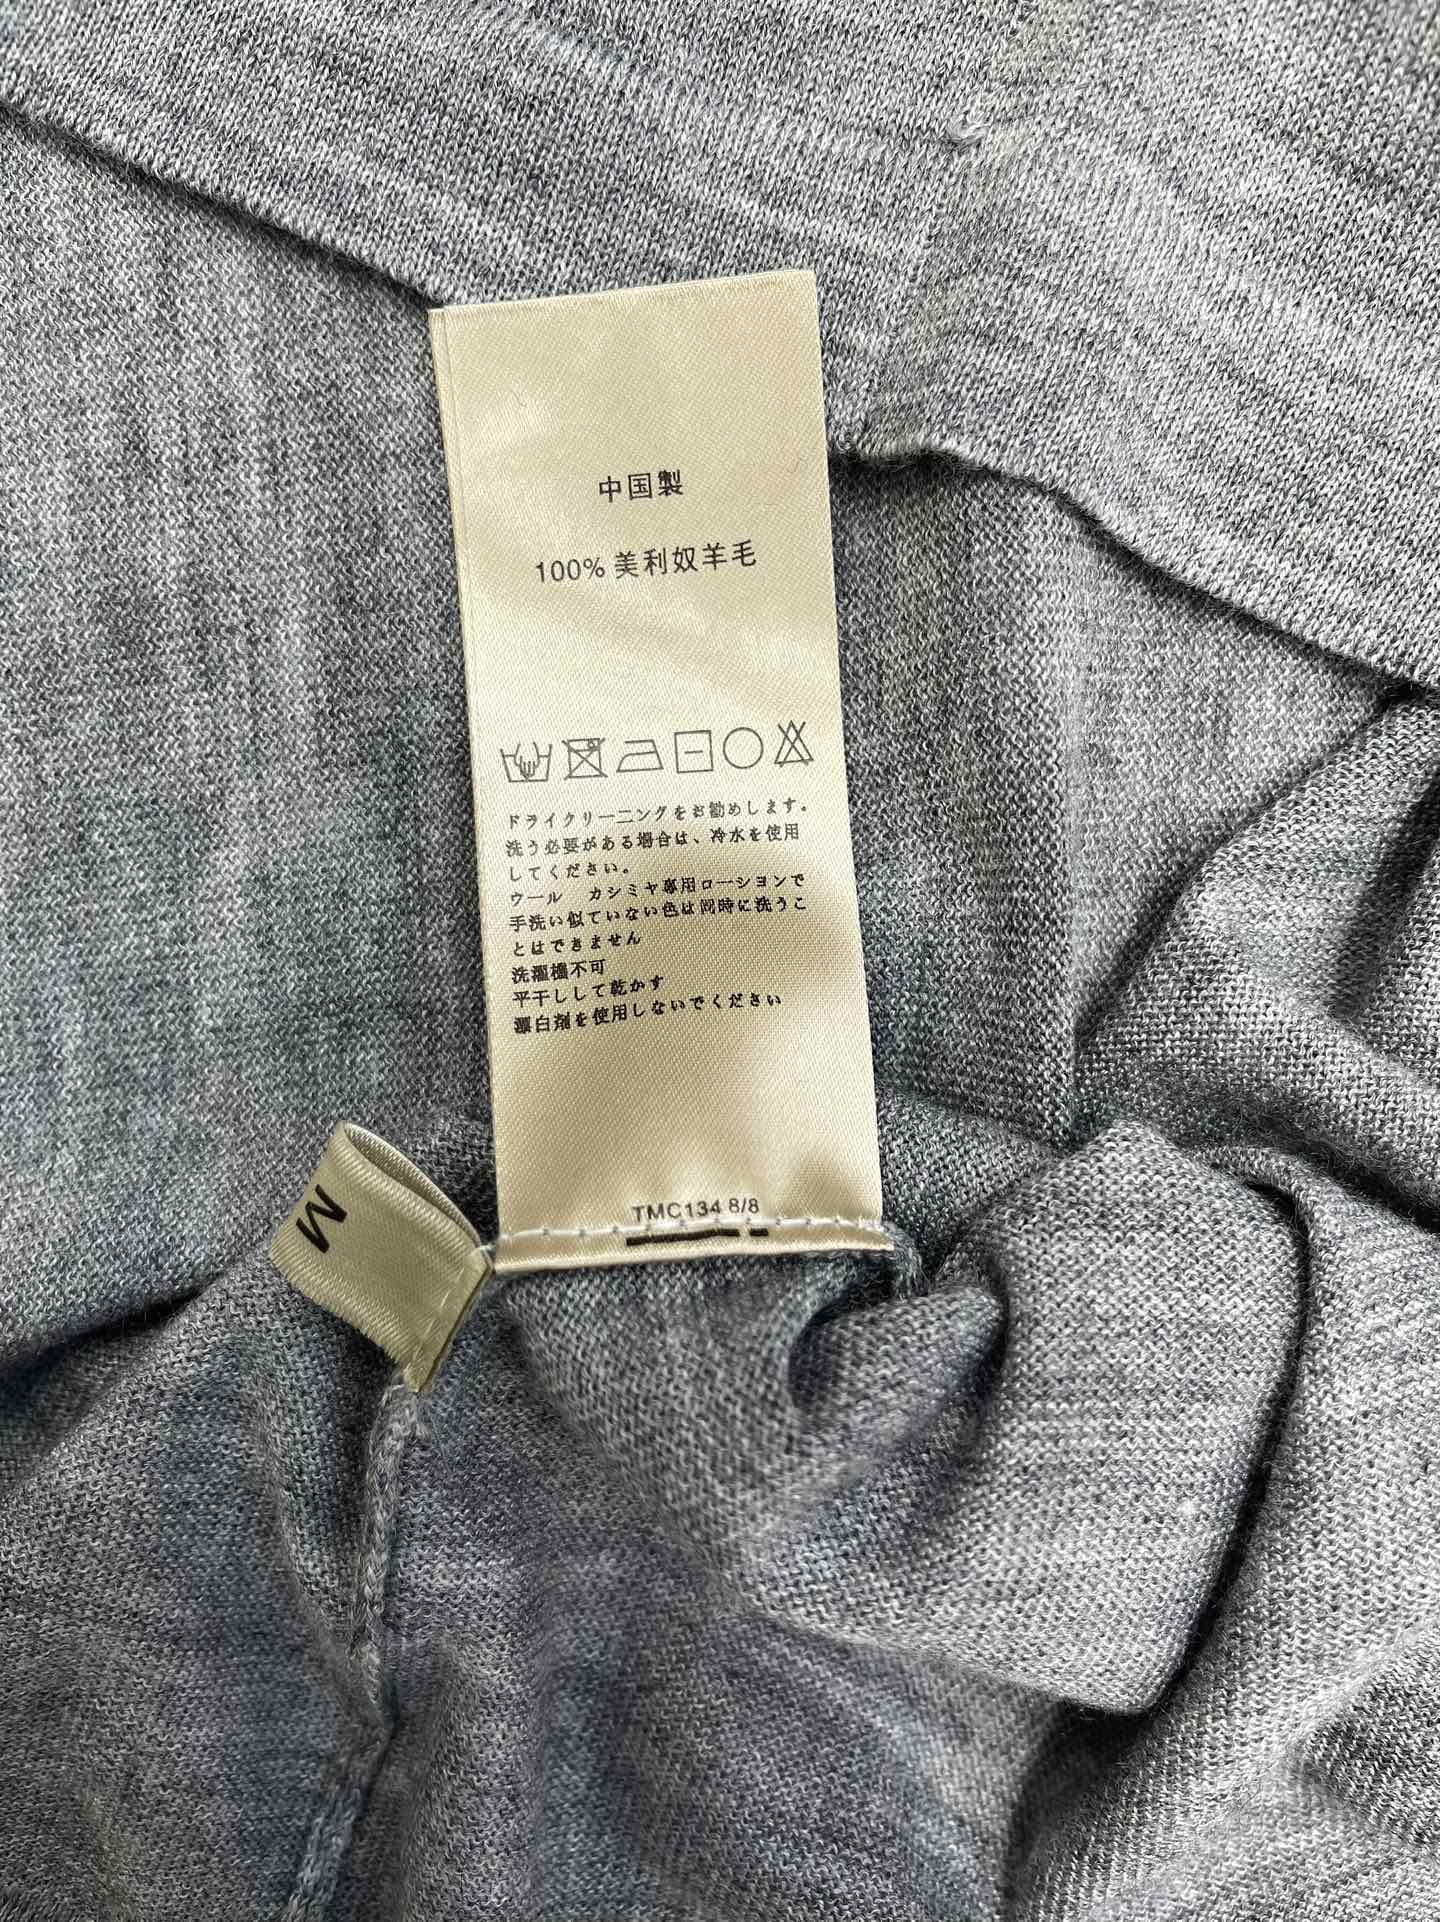 中国製
100% 美利奴羊毛
ドライクリー二ングをお勧めします。
洗う必要がある場合は、冷水を使用
してください。
ウール カシミヤ専用ローションで
手洗い似ていない色は同時に洗うこ
とはできません
洗濯機不可
平干しして乾かす
漂白剤を使用しないでください
TMC134 8/8
M